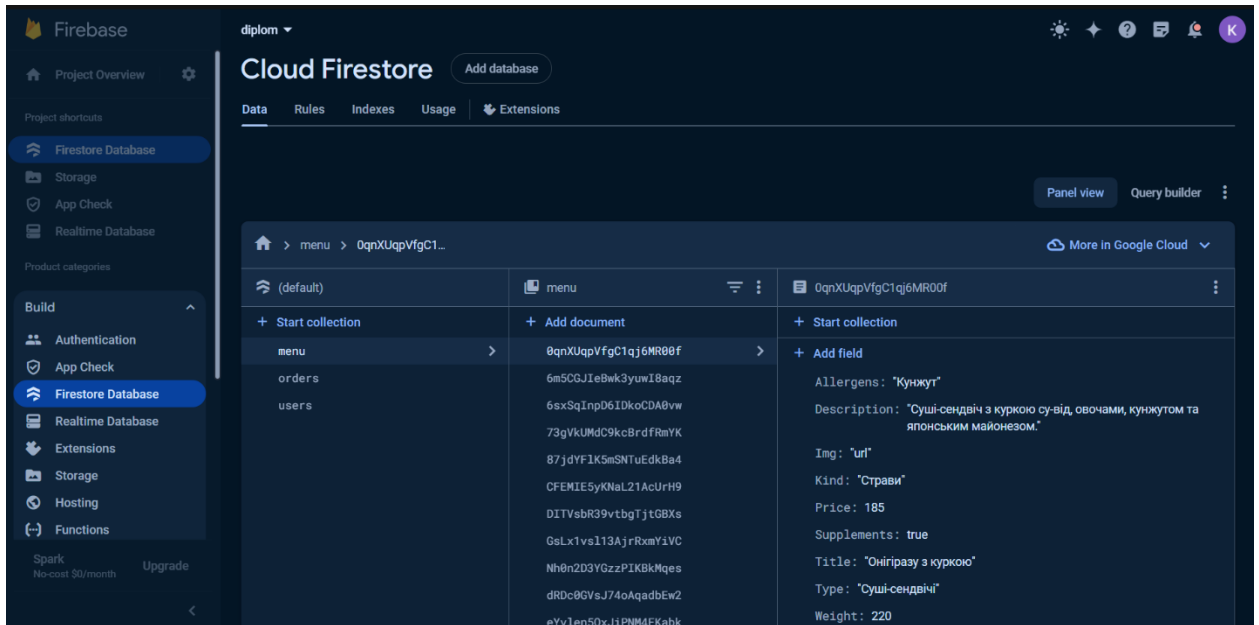 Firebase
Project Overview
Project shortcuts
Firestore Database
Storage
App Check
Realtime Database
Product categories
Build
Authentication
App Check
Firestore Database
Realtime Database
Extensions
Storage
Hosting
Functions
Spark
No-cost $0/month
Upgrade
diplom
K
Cloud Firestore
Add database
Data Rules Indexes Usage Extensions
Panel view Query builder
menu > 0qnXUqpVfgC1…
More in Google Cloud
(default)
+ Start collection
menu
orders
users
menu
+ Add document
0qnXUqpVfgC1qj6MR00f
6m5CGJIeBwk3yuwI8aqz
6sxSqInpD6IDkoCDA0vw
73gVkUMdC9kcBrdfRmYK
87jdYFlK5mSNTuEdkBa4
CFEMIE5yKNaL21AcUrH9
DITVsbR39vtbgTjtGBXs
GsLx1vsl13AjrRxmYiVC
Nh0n2D3YGzzPIKBkMqes
dRDc0GVsJ74oAqadbEw2
0qnXUqpVfgC1qj6MR00f
+ Start collection
+ Add field
Allergens: "Кунжут"
Description: "Суші-сендвіч з куркою су-від, овочами, кунжутом та
японським майонезом."
Img: "url"
Kind: "Страви"
Price: 185
Supplements: true
Title: "Онігіразу з куркою"
Type: "Суші-сендвічі"
Weight: 220